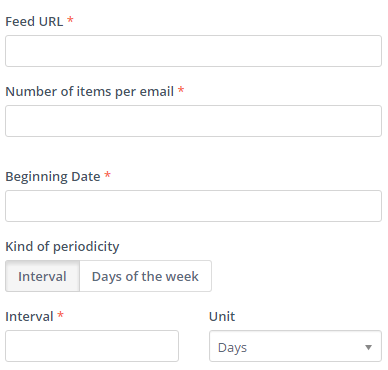 Feed URL *
Number of items per email *
Beginning Date *
Kind of periodicity
Interval Days of the week
Interval * Unit
Days